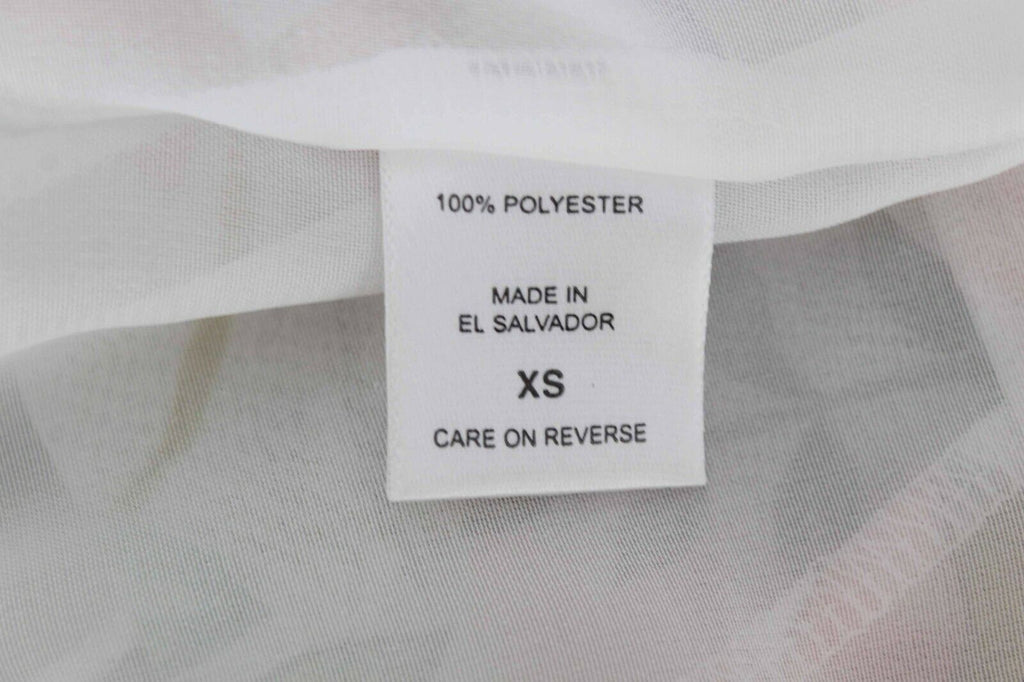 100% POLYESTER
MADE IN
EL SALVADOR
XS
CARE ON REVERSE